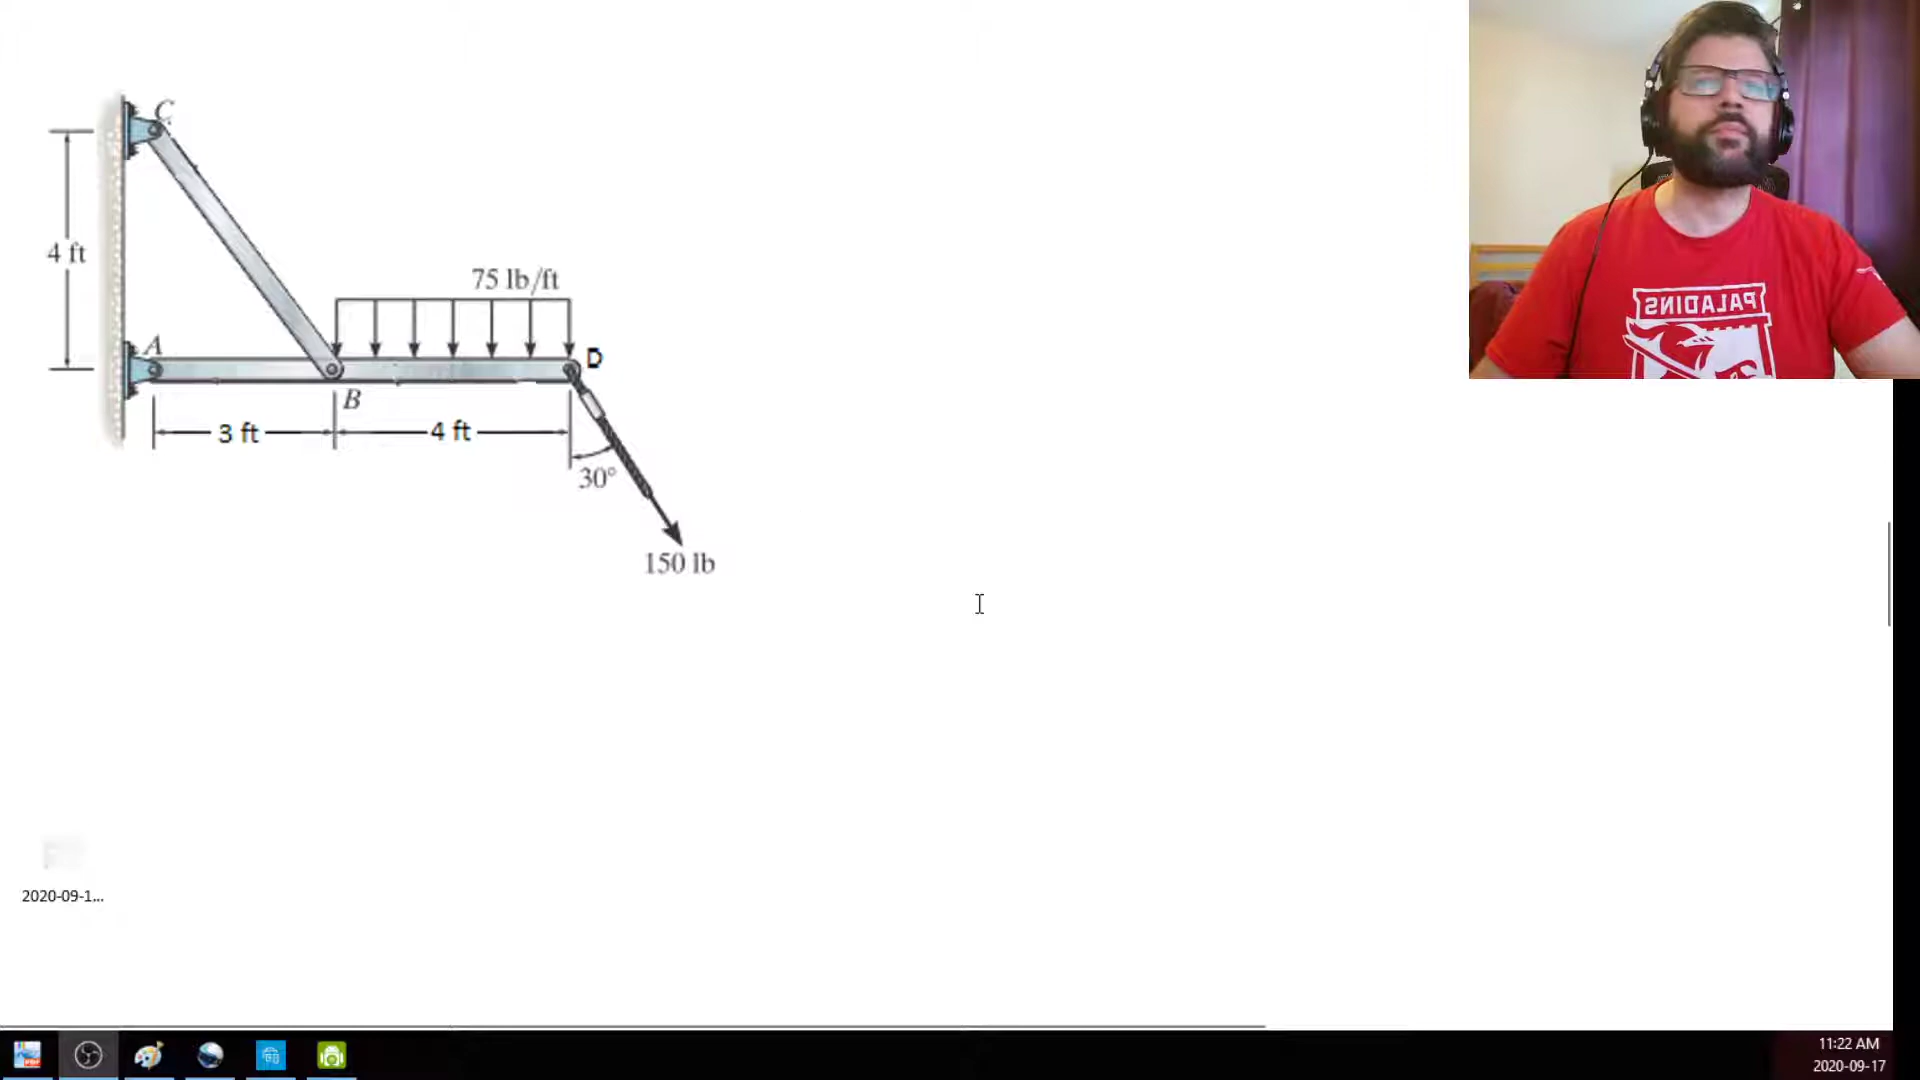 C
4 ft
75 lb/ft
A
D
B
3 ft
4 ft
30°
150 lb
PALADINS
2020-09-1...
11:22 AM
2020-09-17